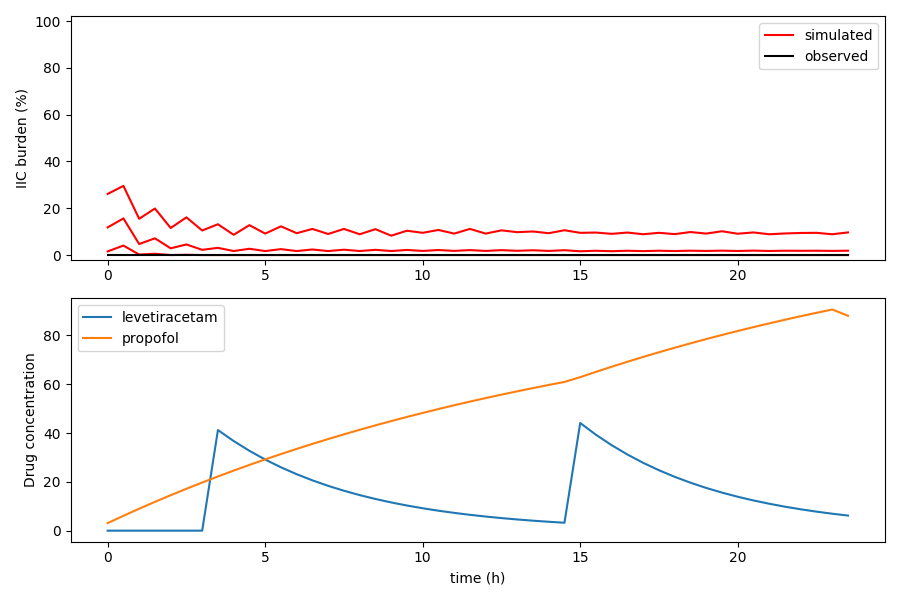 IIC burden (%)
100
80
60
40
20
0
simulated
observed
0 5 10 15 20
Drug concentration
80
60
40
20
0
levetiracetam
propofol
0 5 10 15 20
time (h)